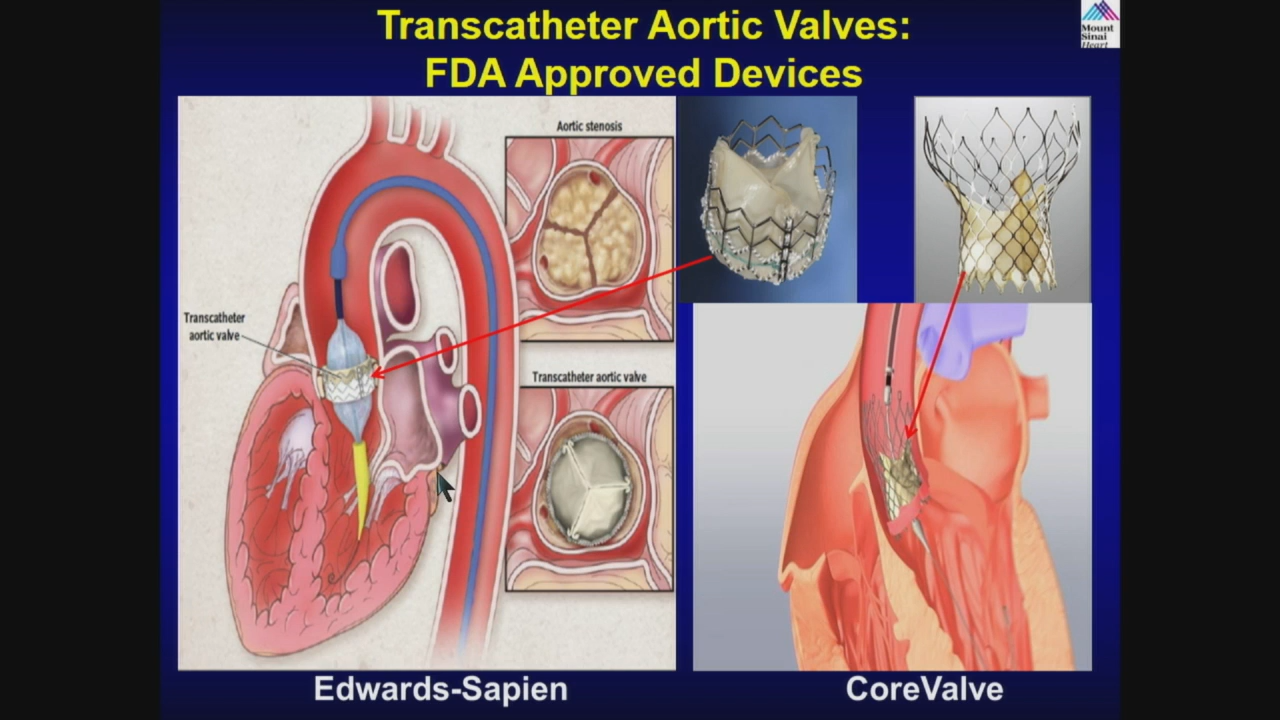 Transcatheter Aortic Valves:
FDA Approved Devices
Mount
Sinai
Heart
Aortic stenosis
Transcatheter
aortic valve
Transcatheter aortic valve
Edwards-Sapien
CoreValve